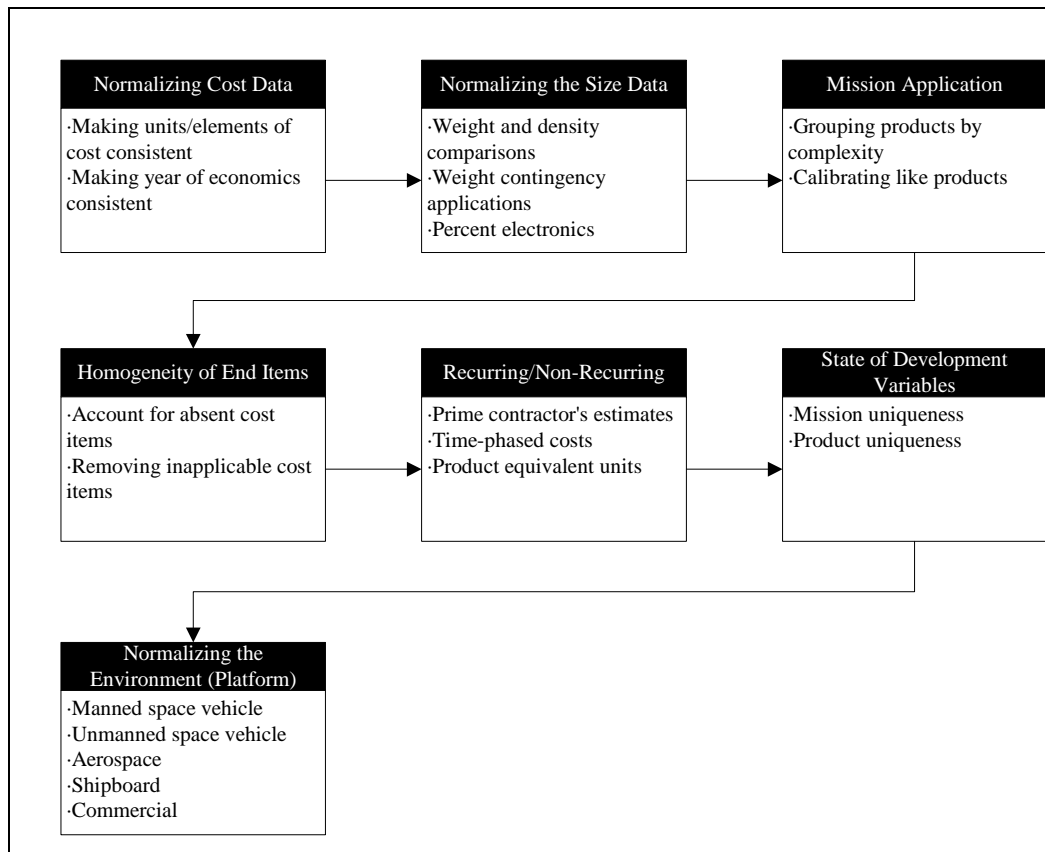 Normalizing Cost Data
·Making units/elements of
cost consistent
·Making year of economics
consistent
Normalizing the Size Data
·Weight and density
comparisons
·Weight contingency
applications
·Percent electronics
Mission Application
·Grouping products by
complexity
·Calibrating like products
Homogeneity of End Items
·Account for absent cost
items
·Removing inapplicable cost
items
Recurring/Non-Recurring
·Prime contractor's estimates
·Time-phased costs
·Product equivalent units
State of Development
Variables
·Mission uniqueness
·Product uniqueness
Normalizing the
Environment (Platform)
·Manned space vehicle
·Unmanned space vehicle
·Aerospace
·Shipboard
·Commercial